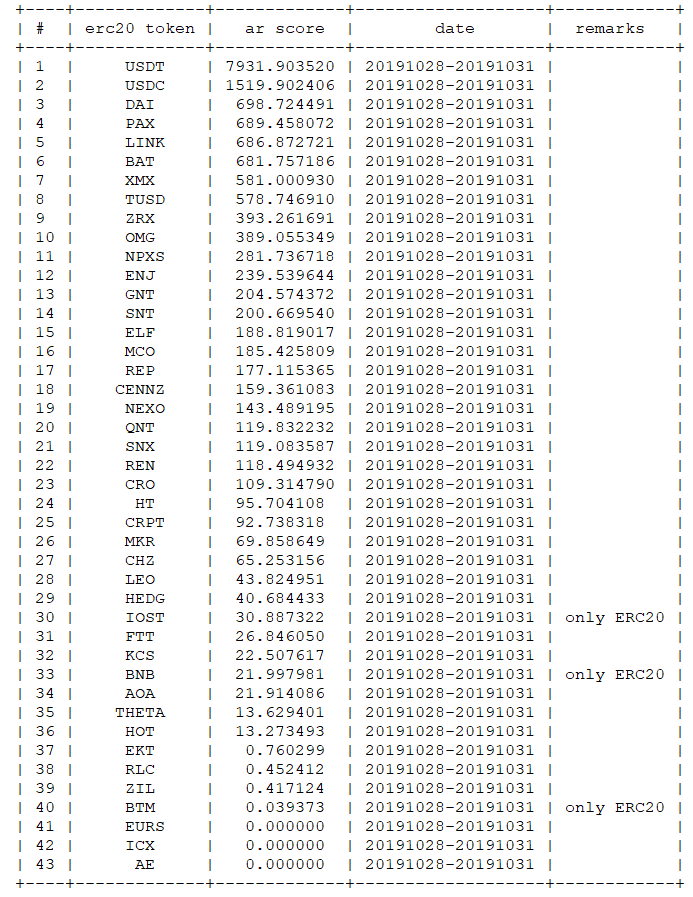 +----+-------------+-------------+-------------------+------------+
| # | erc20 token | ar score | date | remarks |
+----+-------------+-------------+-------------------+------------+
| 1 | USDT | 7931.903520 | 20191028-20191031 | |
| 2 | USDC | 1519.902406 | 20191028-20191031 | |
| 3 | DAI | 698.724491 | 20191028-20191031 | |
| 4 | PAX | 689.458072 | 20191028-20191031 | |
| 5 | LINK | 686.872721 | 20191028-20191031 | |
| 6 | BAT | 681.757186 | 20191028-20191031 | |
| 7 | XMX | 581.000930 | 20191028-20191031 | |
| 8 | TUSD | 578.746910 | 20191028-20191031 | |
| 9 | ZRX | 393.261691 | 20191028-20191031 | |
| 10 | OMG | 389.055349 | 20191028-20191031 | |
| 11 | NPXS | 281.736718 | 20191028-20191031 | |
| 12 | ENJ | 239.539644 | 20191028-20191031 | |
| 13 | GNT | 204.574372 | 20191028-20191031 | |
| 14 | SNT | 200.669540 | 20191028-20191031 | |
| 15 | ELF | 188.819017 | 20191028-20191031 | |
| 16 | MCO | 185.425809 | 20191028-20191031 | |
| 17 | REP | 177.115365 | 20191028-20191031 | |
| 18 | CENNZ | 159.361083 | 20191028-20191031 | |
| 19 | NEXO | 143.489195 | 20191028-20191031 | |
| 20 | QNT | 119.832232 | 20191028-20191031 | |
| 21 | SNX | 119.083587 | 20191028-20191031 | |
| 22 | REN | 118.494932 | 20191028-20191031 | |
| 23 | CRO | 109.314790 | 20191028-20191031 | |
| 24 | HT | 95.704108 | 20191028-20191031 | |
| 25 | CRPT | 92.738318 | 20191028-20191031 | |
| 26 | MKR | 69.858649 | 20191028-20191031 | |
| 27 | CHZ | 65.253156 | 20191028-20191031 | |
| 28 | LEO | 43.824951 | 20191028-20191031 | |
| 29 | HEDG | 40.684433 | 20191028-20191031 | |
| 30 | IOST | 30.887322 | 20191028-20191031 | only ERC20 |
| 31 | FTT | 26.846050 | 20191028-20191031 | |
| 32 | KCS | 22.507617 | 20191028-20191031 | |
| 33 | BNB | 21.997981 | 20191028-20191031 | only ERC20 |
| 34 | AOA | 21.914086 | 20191028-20191031 | |
| 35 | THETA | 13.629401 | 20191028-20191031 | |
| 36 | HOT | 13.273493 | 20191028-20191031 | |
| 37 | EKT | 0.760299 | 20191028-20191031 | |
| 38 | RLC | 0.452412 | 20191028-20191031 | |
| 39 | ZIL | 0.417124 | 20191028-20191031 | |
| 40 | BTM | 0.039373 | 20191028-20191031 | only ERC20 |
| 41 | EURS | 0.000000 | 20191028-20191031 | |
| 42 | ICX | 0.000000 | 20191028-20191031 | |
| 43 | AE | 0.000000 | 20191028-20191031 | |
+----+-------------+-------------+-------------------+------------+